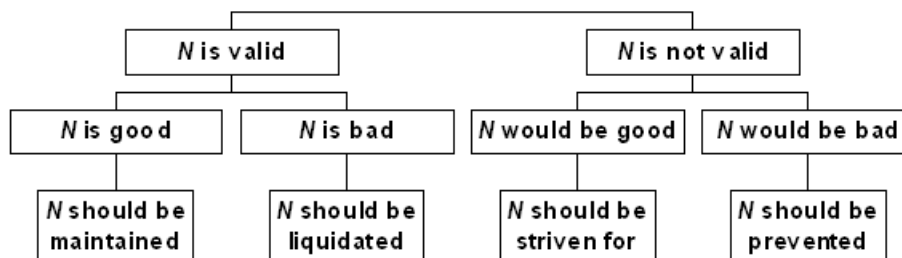 N is valid
N is not valid
N is good
N is bad
N would be good
N would be bad
N should be
maintained
N should be
liquidated
N should be
striven for
N should be
prevented